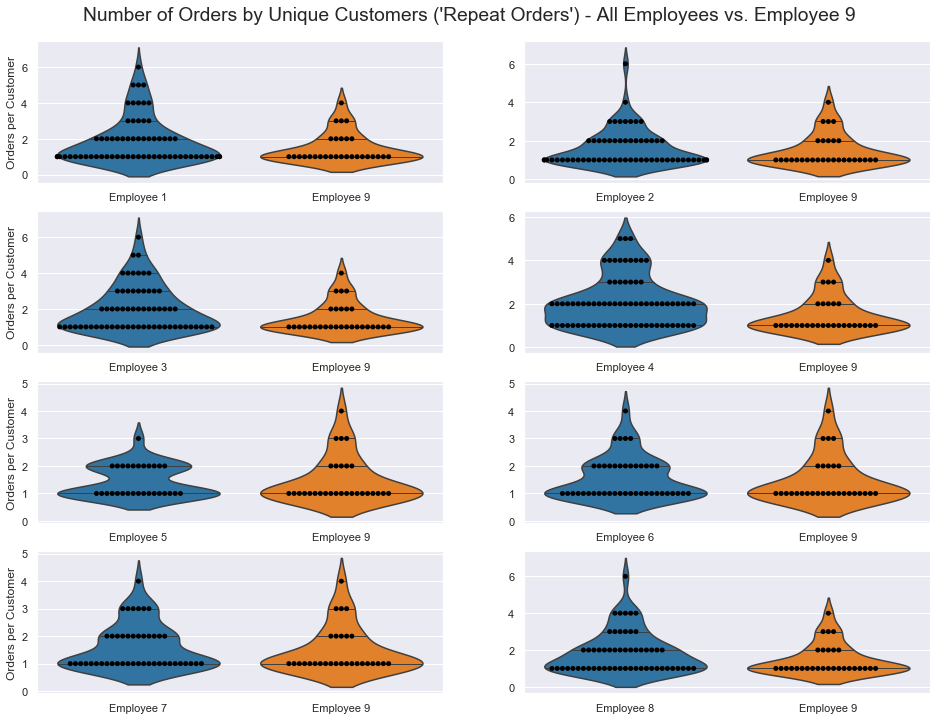 Number of Orders by Unique Customers ('Repeat Orders') - All Employees vs. Employee 9
Orders per Customer
6
4
2
0
Employee 1
Employee 9
6
4
2
0
Employee 2
Employee 9
Orders per Customer
6
4
2
0
Employee 3
Employee 9
6
4
2
0
Employee 4
Employee 9
Orders per Customer
5
4
3
2
1
0
Employee 5
Employee 9
5
4
3
2
1
0
Employee 6
Employee 9
Orders per Customer
5
4
3
2
1
0
Employee 7
Employee 9
6
4
2
0
Employee 8
Employee 9